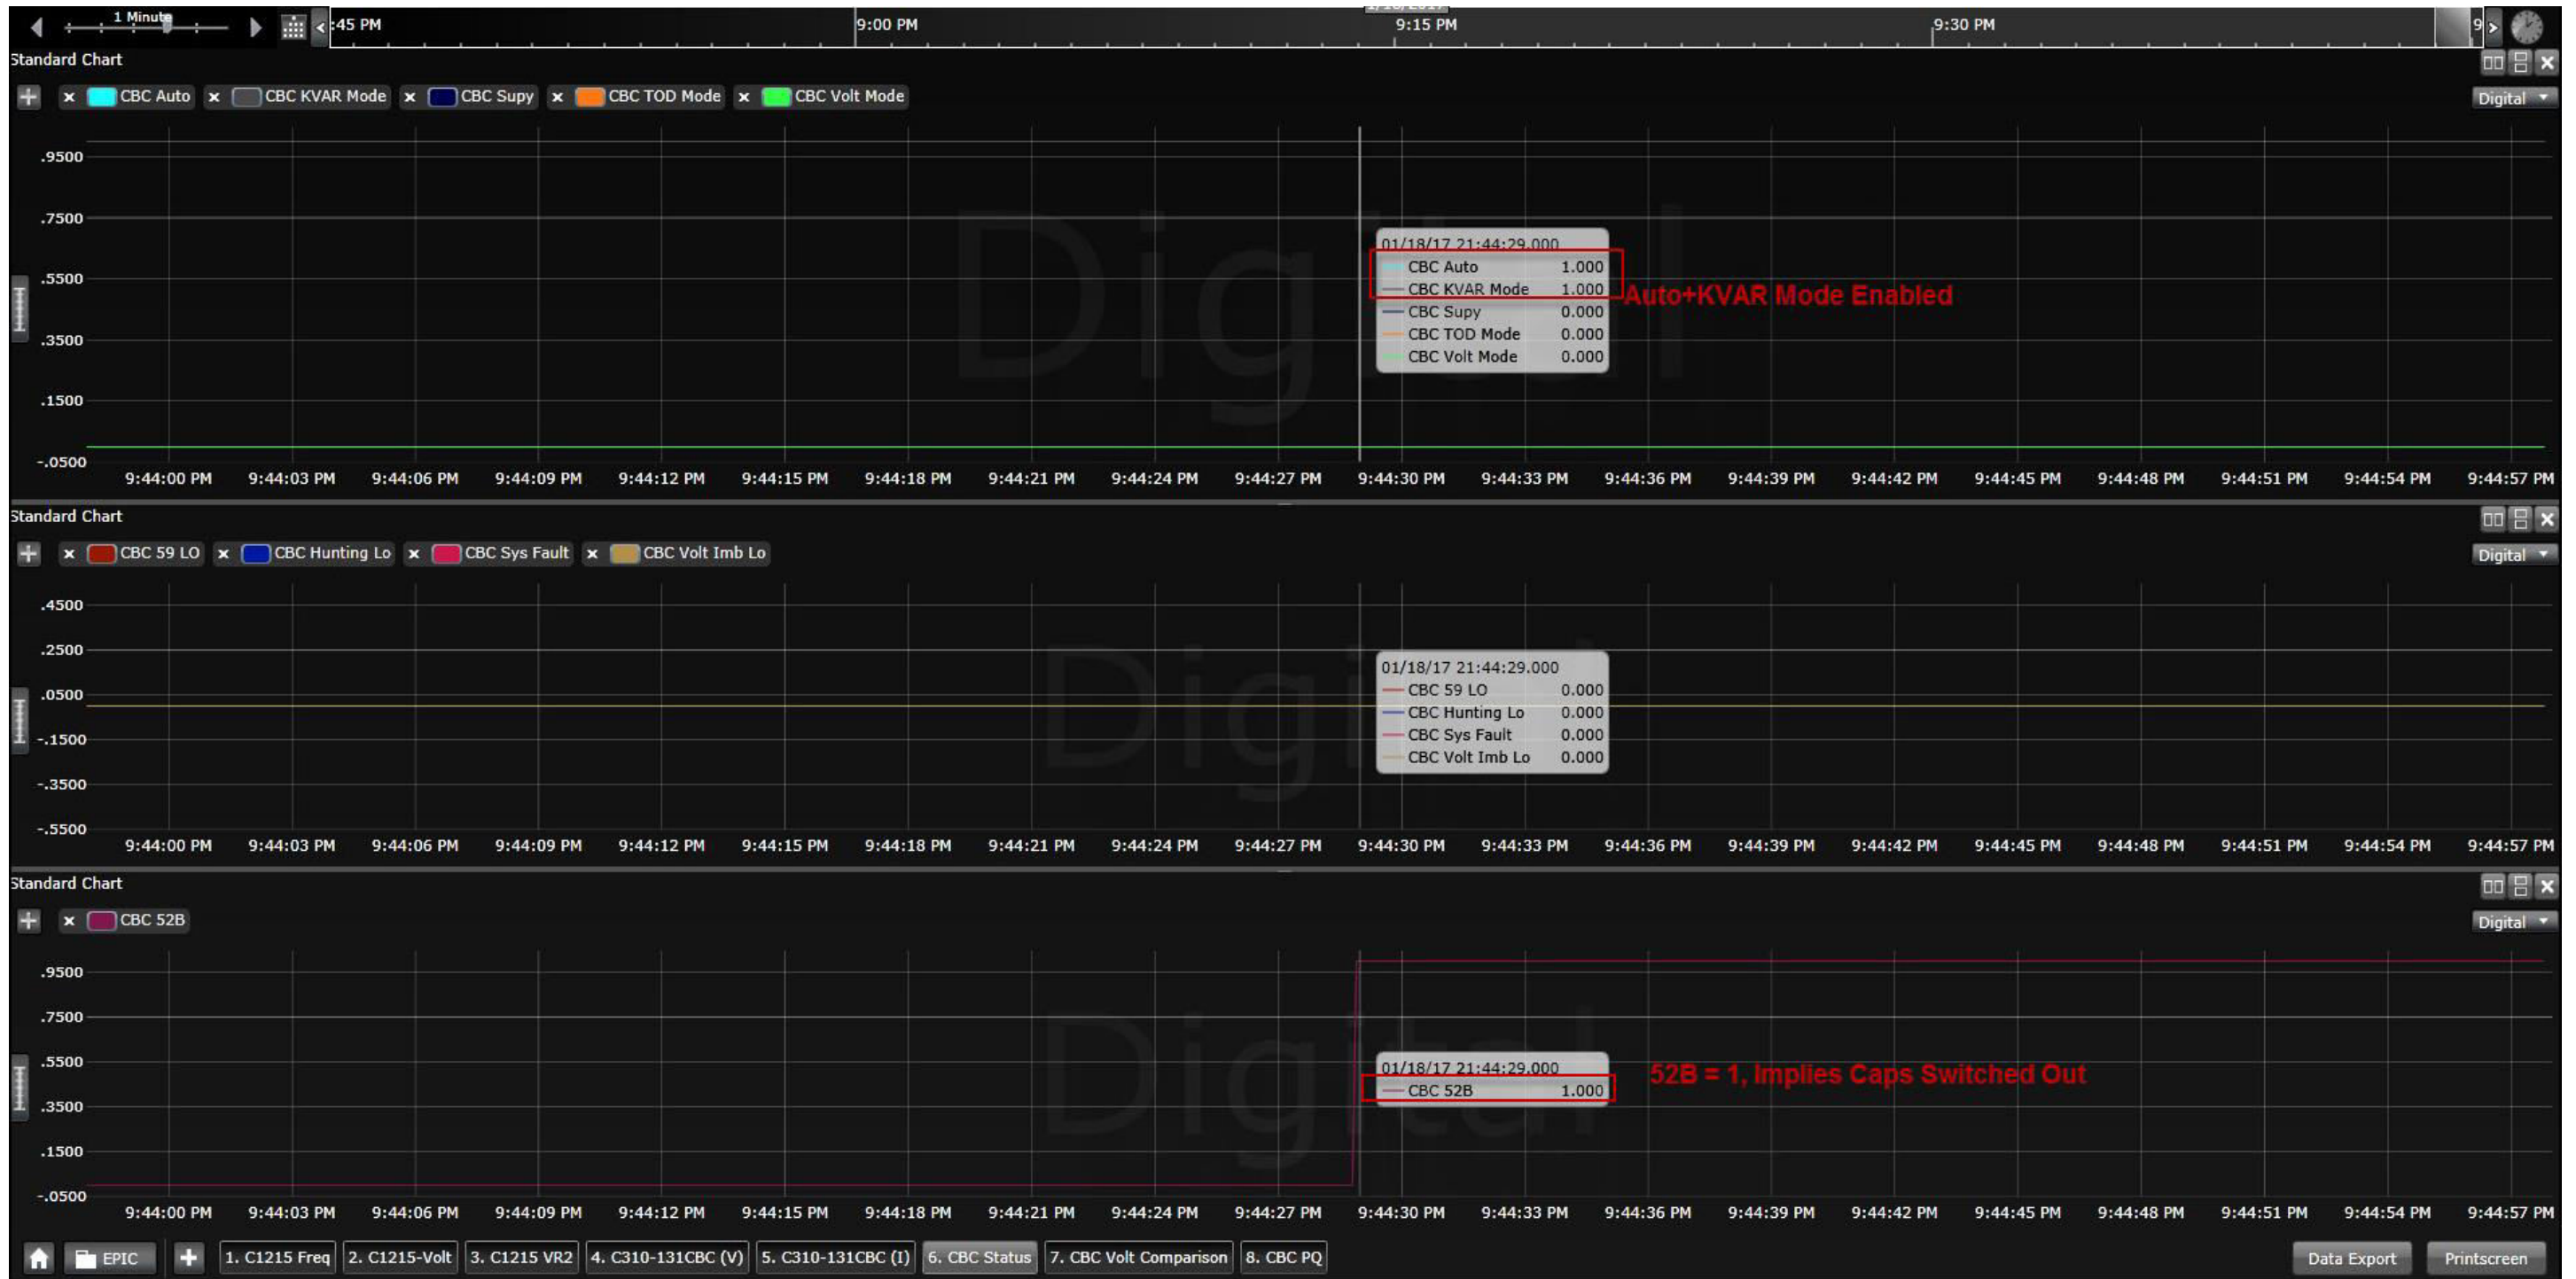 1 Minute
:45 PM 9:00 PM 9:15 PM 9:30 PM 9
Standard Chart
CBC Auto CBC KVAR Mode CBC Supy CBC TOD Mode CBC Volt Mode Digital
Digital
.9500
.7500
.5500
.3500
.1500
-.0500
01/18/17 21:44:29.000
CBC Auto 1.000
CBC KVAR Mode 1.000
CBC Supy 0.000
CBC TOD Mode 0.000
CBC Volt Mode 0.000
Auto+KVAR Mode Enabled
9:44:00 PM 9:44:03 PM 9:44:06 PM 9:44:09 PM 9:44:12 PM 9:44:15 PM 9:44:18 PM 9:44:21 PM 9:44:24 PM 9:44:27 PM 9:44:30 PM 9:44:33 PM 9:44:36 PM 9:44:39 PM 9:44:42 PM 9:44:45 PM 9:44:48 PM 9:44:51 PM 9:44:54 PM 9:44:57 PM
Standard Chart
CBC 59 LO CBC Hunting Lo CBC Sys Fault CBC Volt Imb Lo Digital
Digital
.4500
.2500
.0500
-.1500
-.3500
-.5500
01/18/17 21:44:29.000
CBC 59 LO 0.000
CBC Hunting Lo 0.000
CBC Sys Fault 0.000
CBC Volt Imb Lo 0.000
9:44:00 PM 9:44:03 PM 9:44:06 PM 9:44:09 PM 9:44:12 PM 9:44:15 PM 9:44:18 PM 9:44:21 PM 9:44:24 PM 9:44:27 PM 9:44:30 PM 9:44:33 PM 9:44:36 PM 9:44:39 PM 9:44:42 PM 9:44:45 PM 9:44:48 PM 9:44:51 PM 9:44:54 PM 9:44:57 PM
Standard Chart
CBC 52B Digital
Digital
.9500
.7500
.5500
.3500
.1500
-.0500
01/18/17 21:44:29.000
CBC 52B 1.000
52B = 1, Implies Caps Switched Out
9:44:00 PM 9:44:03 PM 9:44:06 PM 9:44:09 PM 9:44:12 PM 9:44:15 PM 9:44:18 PM 9:44:21 PM 9:44:24 PM 9:44:27 PM 9:44:30 PM 9:44:33 PM 9:44:36 PM 9:44:39 PM 9:44:42 PM 9:44:45 PM 9:44:48 PM 9:44:51 PM 9:44:54 PM 9:44:57 PM
EPIC 1. C1215 Freq 2. C1215-Volt 3. C1215 VR2 4. C310-131CBC (V) 5. C310-131CBC (I) 6. CBC Status 7. CBC Volt Comparison 8. CBC PQ Data Export Printscreen